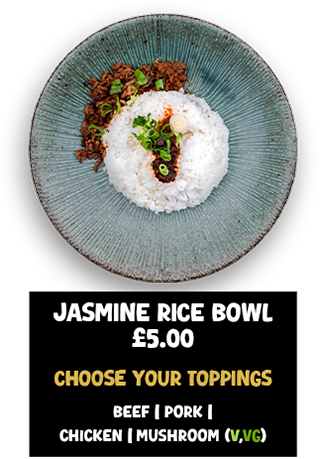 JASMINE RICE BOWL
£5.00
CHOOSE YOUR TOPPINGS
BEEF | PORK |
CHICKEN | MUSHROOM (V,VG)